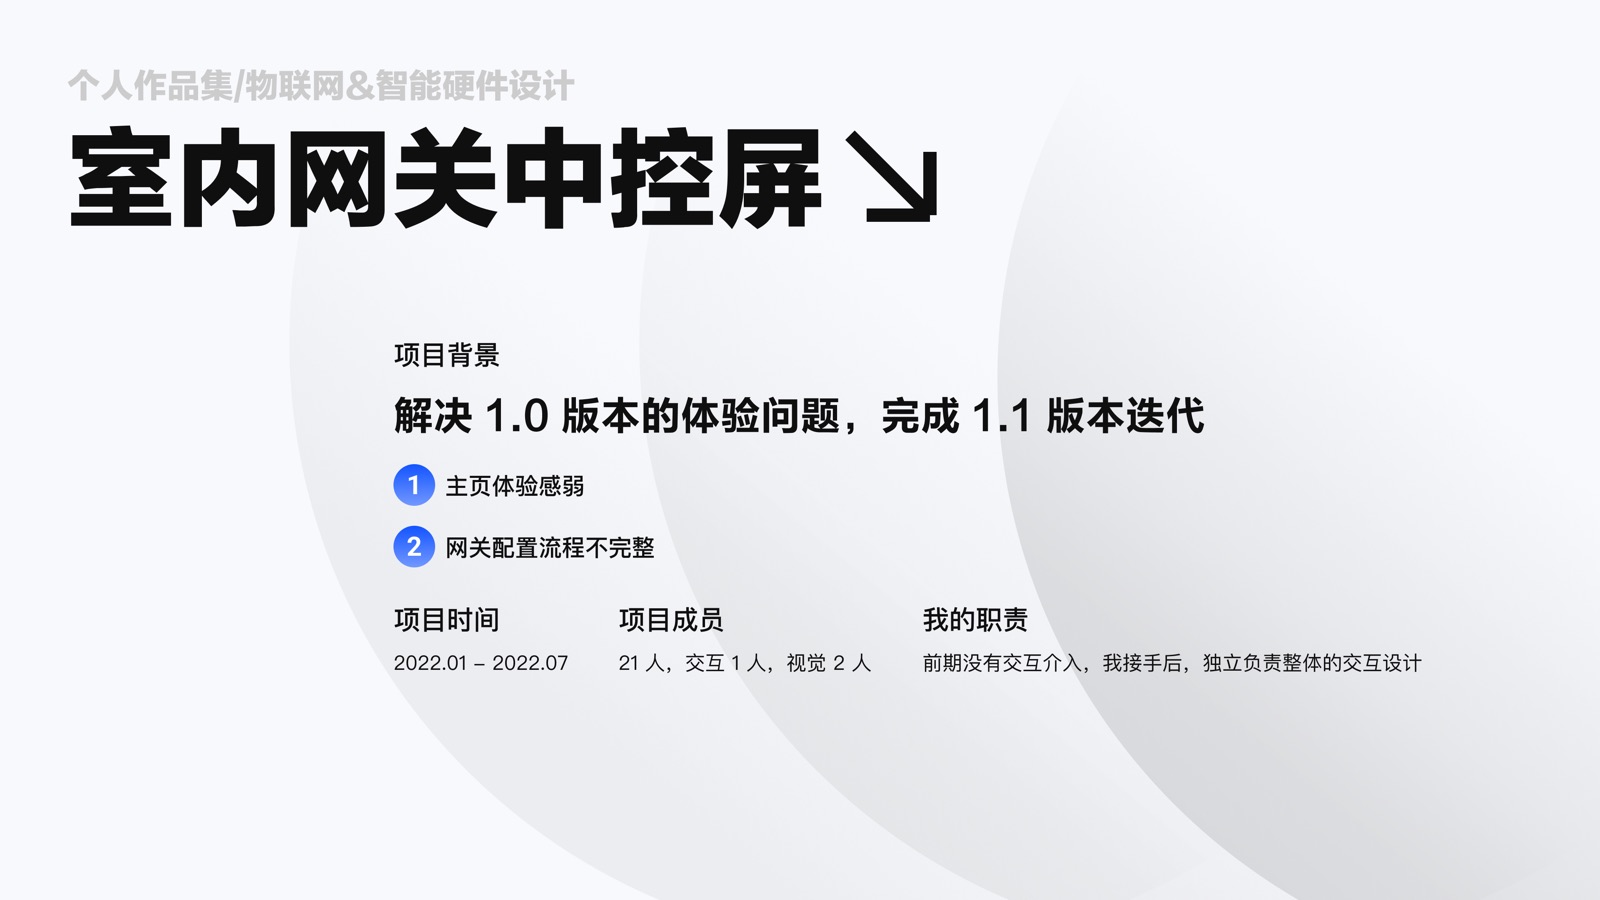 个人作品集/物联网&智能硬件设计
室内网关中控屏
项目背景
解决 1.0 版本的体验问题，完成 1.1 版本迭代
1 主页体验感弱
2 网关配置流程不完整
项目时间
2022.01 – 2022.07
项目成员
21 人，交互 1 人，视觉 2 人
我的职责
前期没有交互介入，我接手后，独立负责整体的交互设计